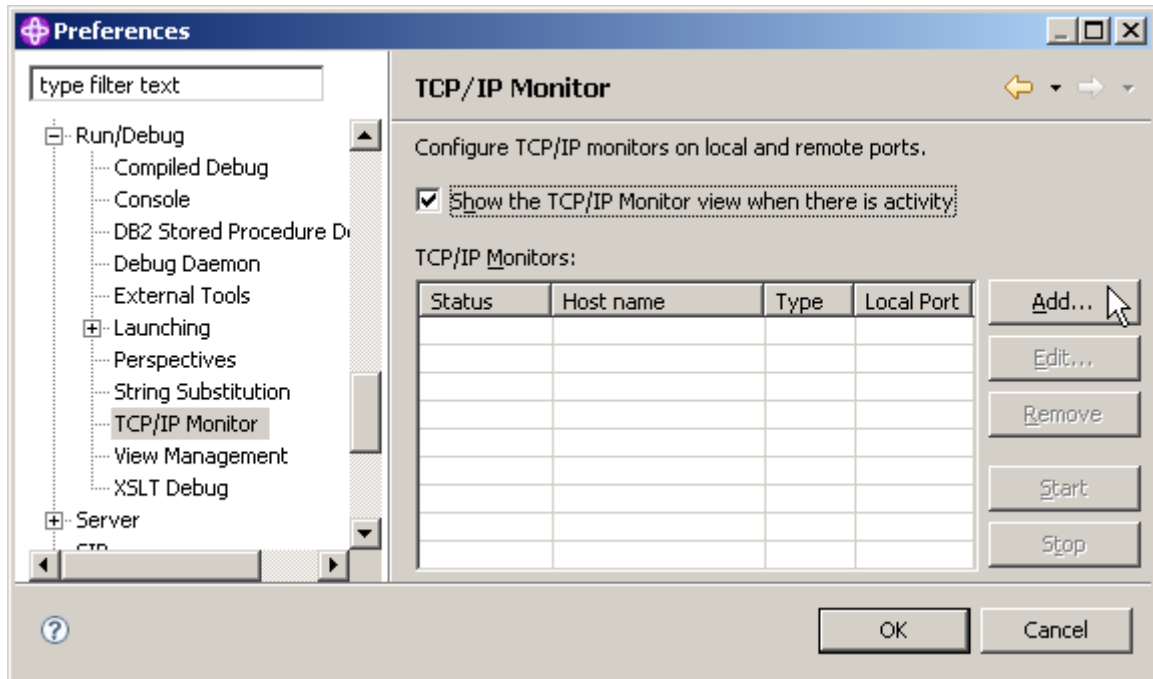 Preferences
type filter text
Run/Debug
Compiled Debug
Console
DB2 Stored Procedure
Debug Daemon
External Tools
Launching
Perspectives
String Substitution
TCP/IP Monitor
View Management
XSLT Debug
Server
TCP/IP Monitor
Configure TCP/IP monitors on local and remote ports.
Show the TCP/IP Monitor view when there is activity
TCP/IP Monitors:
Status Host name Type Local Port
Add...
Edit...
Remove
Start
Stop
OK Cancel